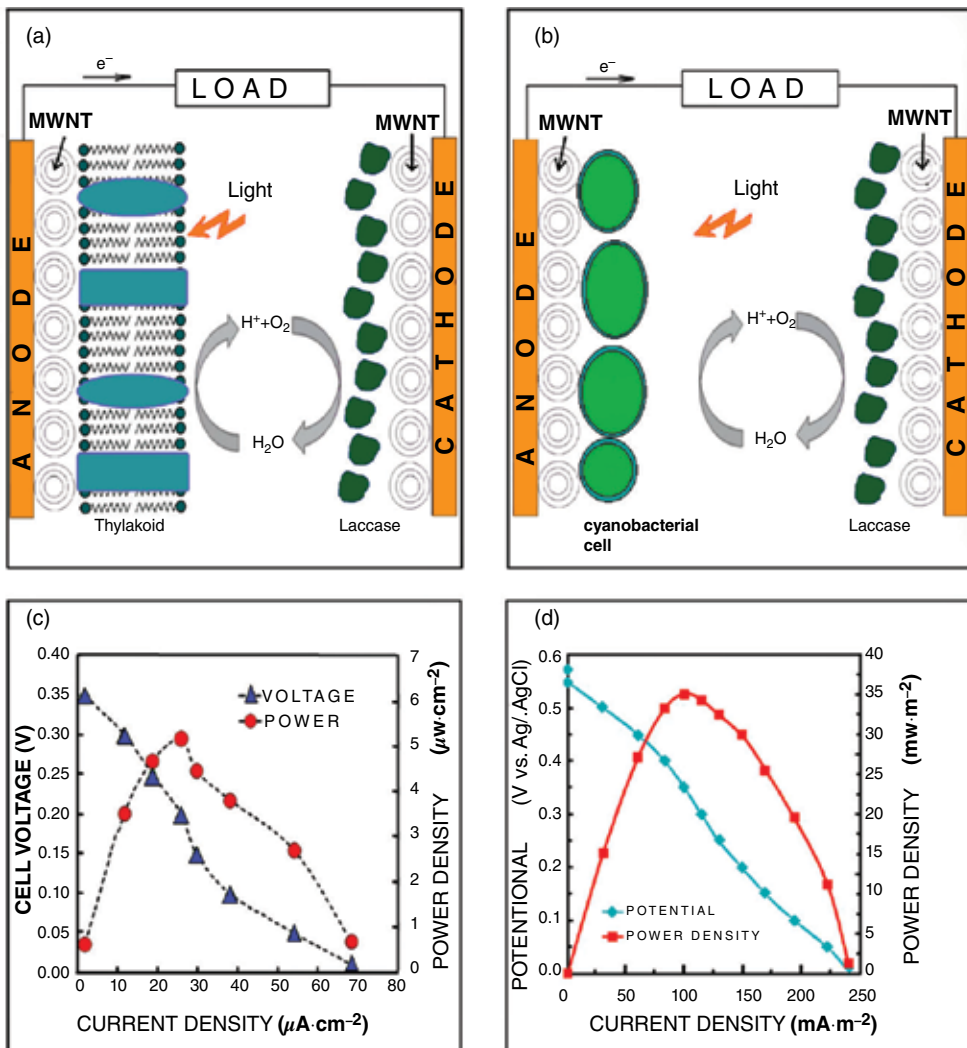 (a)
e⁻
LOAD
MWNT
MWNT
Light
ANODE
CATHODE
H⁺+O₂
H₂O
Thylakoid
Laccase
(b)
e⁻
LOAD
MWNT
MWNT
Light
ANODE
CATHODE
H⁺+O₂
H₂O
cyanobacterial
cell
Laccase
(c)
VOLTAGE
POWER
CELL VOLTAGE (V)
0.40
0.35
0.30
0.25
0.20
0.15
0.10
0.05
0.00
7
6
5
4
3
2
1
0
POWER DENSITY (μw·cm⁻²)
0 10 20 30 40 50 60 70 80
CURRENT DENSITY (μA·cm⁻²)
(d)
POTENTIONAL (V vs. Ag/.AgCl)
0.6
0.5
0.4
0.3
0.2
0.1
0.0
40
35
30
25
20
15
10
5
0
POWER DENSITY (mw·m⁻²)
POTENTIAL
POWER DENSITY
0 50 100 150 200 250
CURRENT DENSITY (mA·m⁻²)